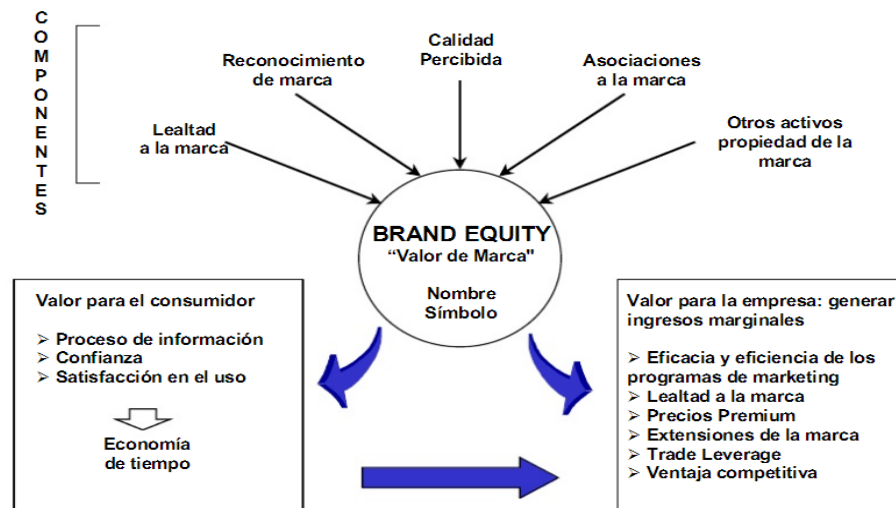 COMPONENTES
Lealtad
a la marca
Reconocimiento
de marca
Calidad
Percibida
Asociaciones
a la marca
Otros activos
propiedad de la
marca
BRAND EQUITY
“Valor de Marca"
Nombre
Símbolo
Valor para el consumidor
➢ Proceso de información
➢ Confianza
➢ Satisfacción en el uso
Economía
de tiempo
Valor para la empresa: generar
ingresos marginales
➢ Eficacia y eficiencia de los
programas de marketing
➢ Lealtad a la marca
➢ Precios Premium
➢ Extensiones de la marca
➢ Trade Leverage
➢ Ventaja competitiva